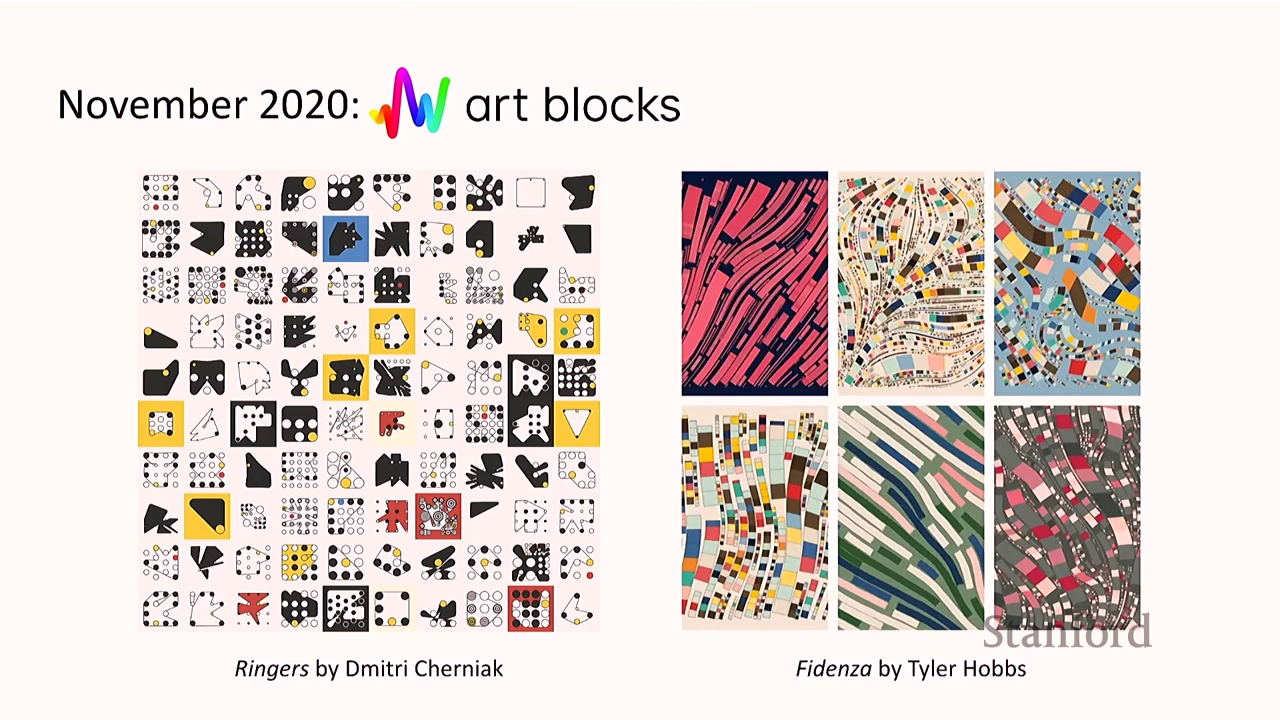 November 2020: art blocks
Ringers by Dmitri Cherniak
Fidenza by Tyler Hobbs
Stanford